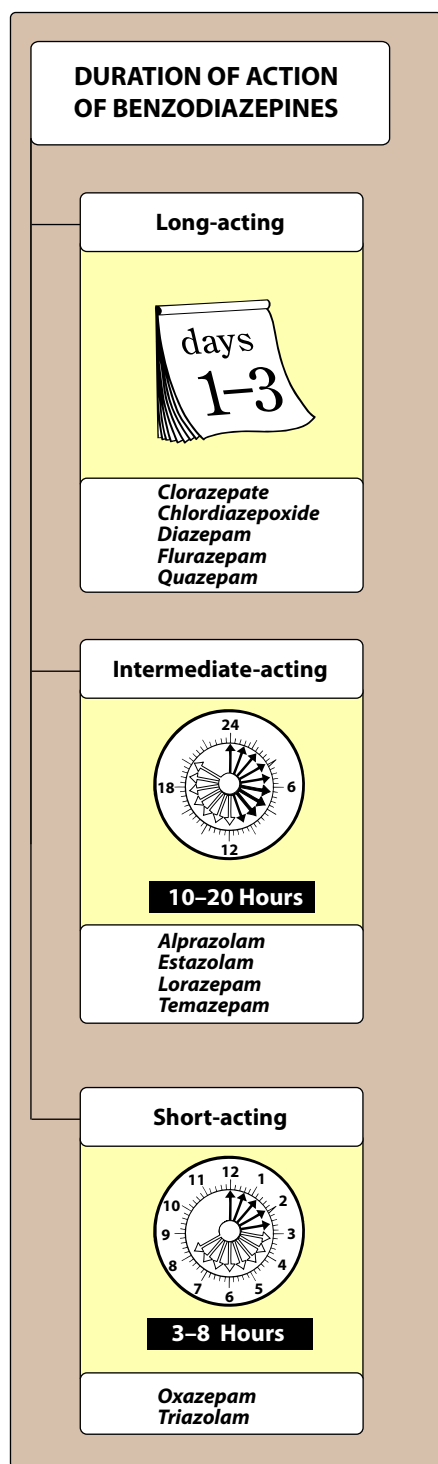 DURATION OF ACTION
OF BENZODIAZEPINES
Long-acting
days
1–3
Clorazepate
Chlordiazepoxide
Diazepam
Flurazepam
Quazepam
Intermediate-acting
24
18
6
12
10–20 Hours
Alprazolam
Estazolam
Lorazepam
Temazepam
Short-acting
12
11
1
10
2
9
3
8
4
7
5
6
3–8 Hours
Oxazepam
Triazolam